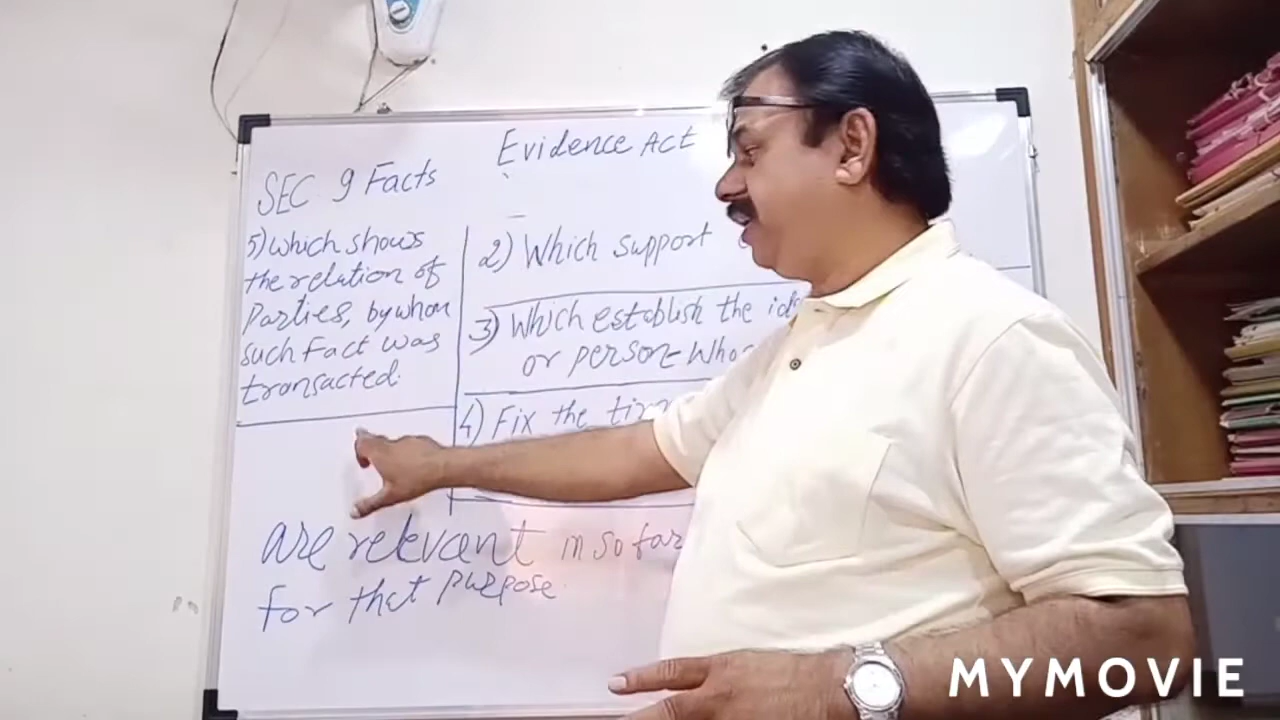 Evidence Act
SEC 9 Facts
5) which shows
the relation of
Parties, by whom
such Fact was
transacted.
2) Which support
3) Which establish the
or person-
4) Fix the
are relevant in so far
for that purpose.
MYMOVIE